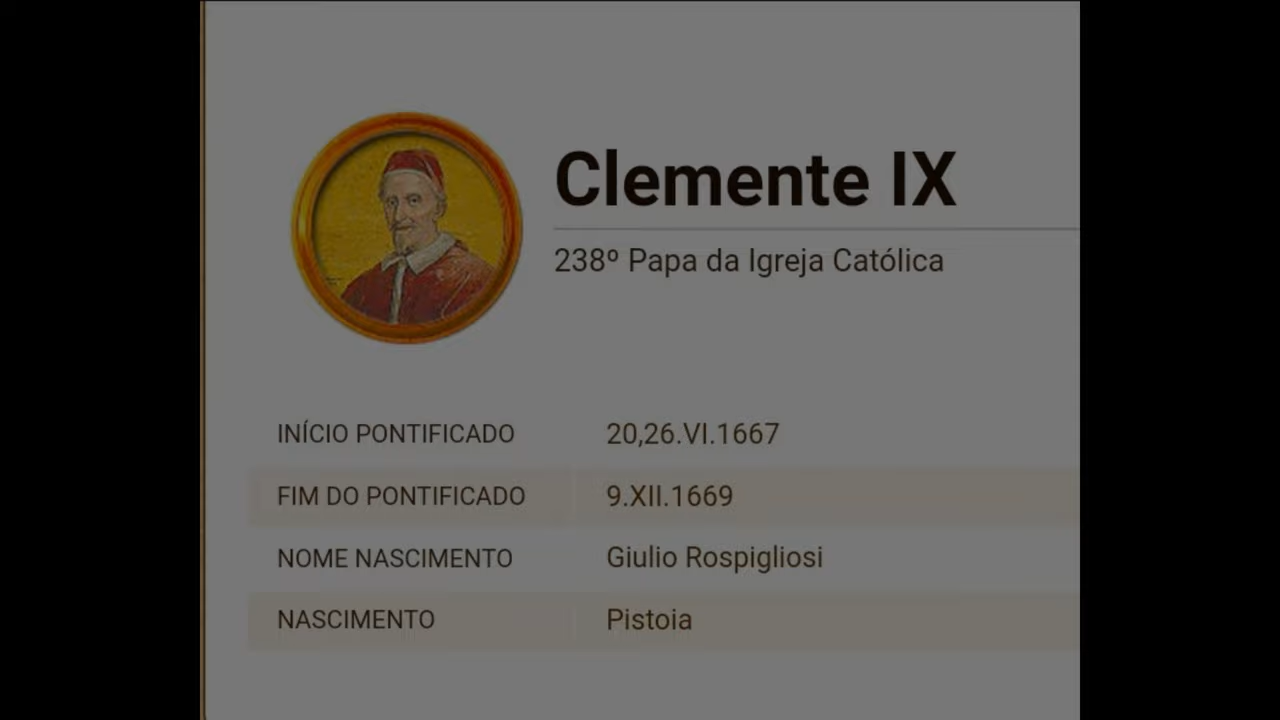 Clemente IX
238º Papa da Igreja Católica
INÍCIO PONTIFICADO 20,26.VI.1667
FIM DO PONTIFICADO 9.XII.1669
NOME NASCIMENTO Giulio Rospigliosi
NASCIMENTO Pistoia